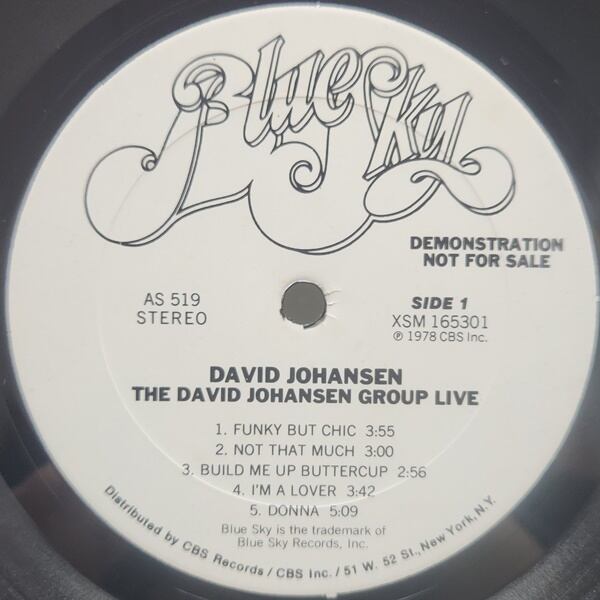 Blue Sky
DEMONSTRATION
NOT FOR SALE
AS 519
STEREO
SIDE 1
XSM 165301
℗ 1978 CBS Inc.
DAVID JOHANSEN
THE DAVID JOHANSEN GROUP LIVE
1. FUNKY BUT CHIC 3:55
2. NOT THAT MUCH 3:00
3. BUILD ME UP BUTTERCUP 2:56
4. I'M A LOVER 3:42
5. DONNA 5:09
Blue Sky is the trademark of
Blue Sky Records, Inc.
Distributed by CBS Records / CBS Inc. / 51 W. 52 St., New York, N.Y.